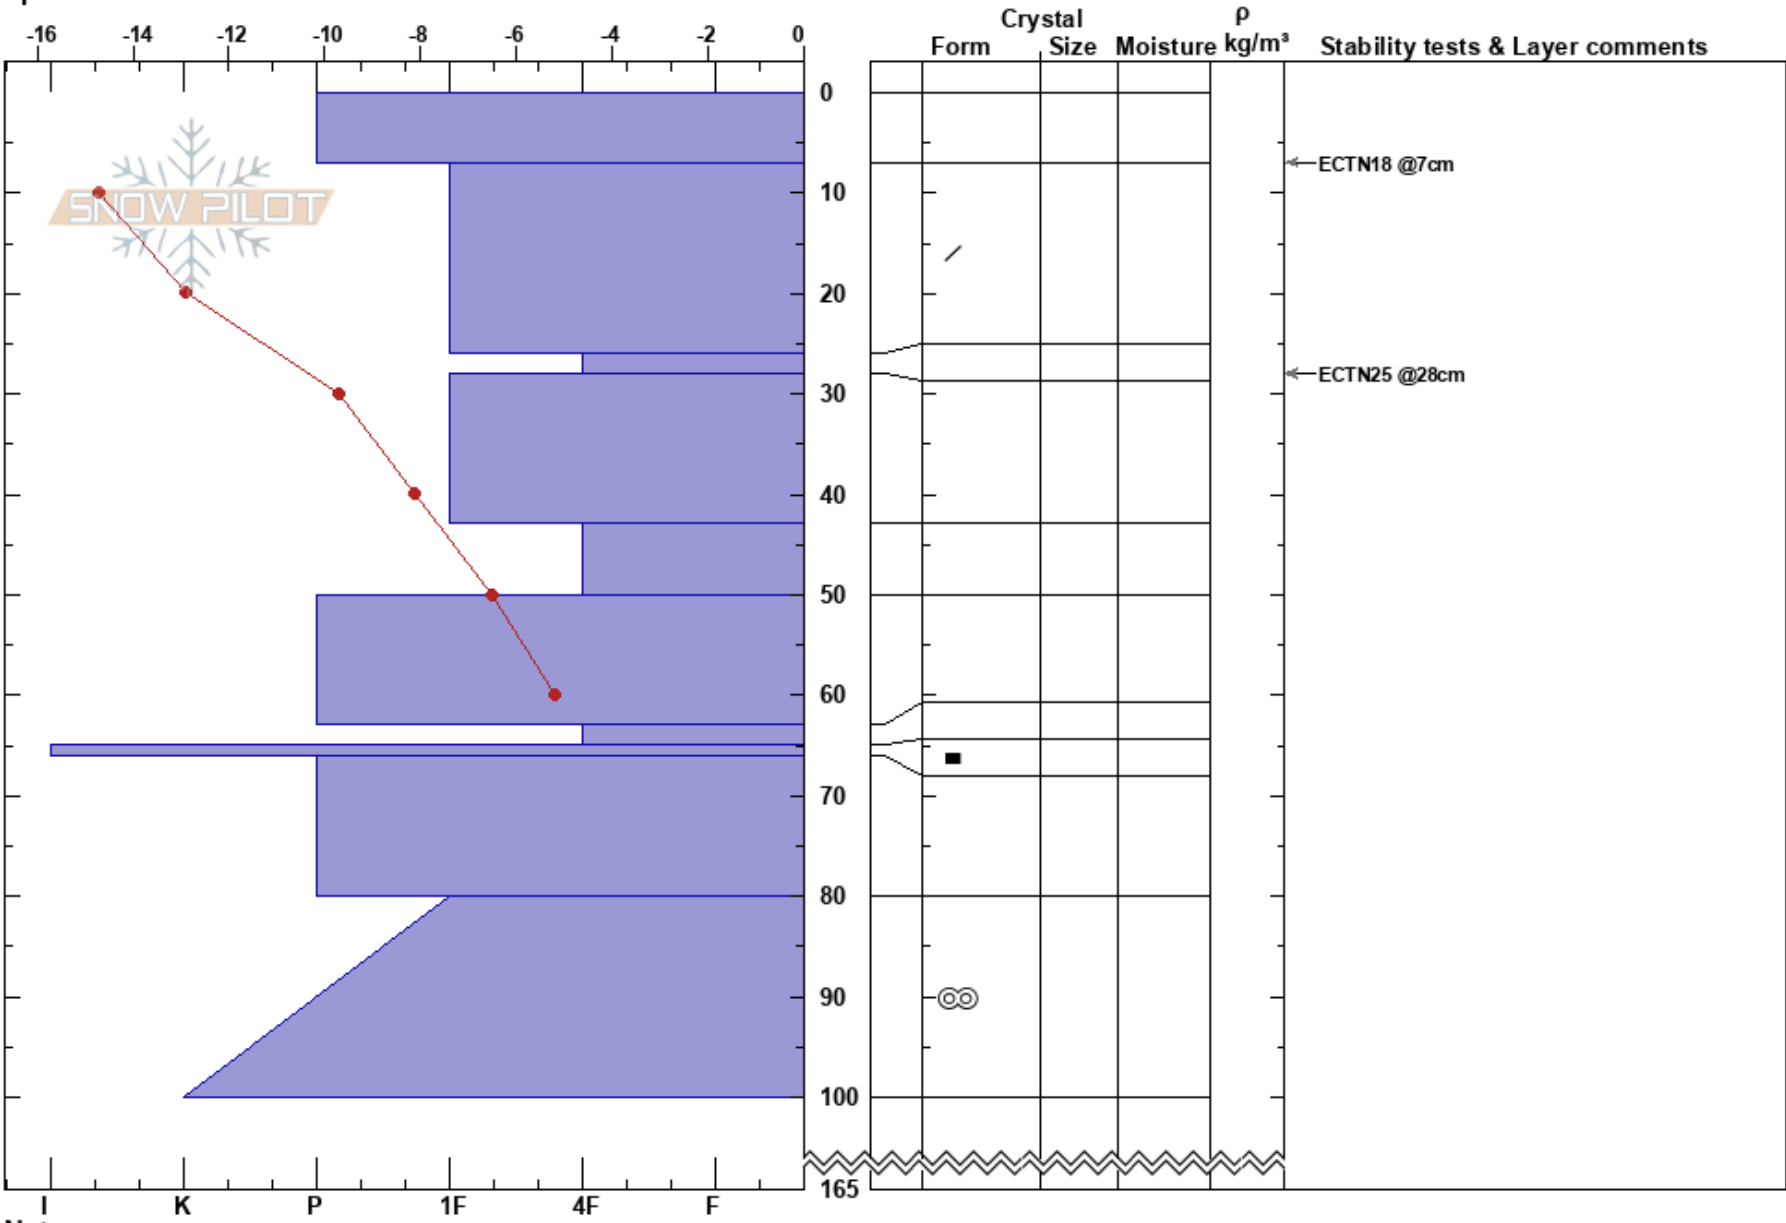 -16 -14 -12 -10 -8 -6 -4 -2 0
Crystal ρ
Form Size Moisture kg/m³ Stability tests & Layer comments
0
ECTN18 @7cm
10
SNOW PILOT
20
ECTN25 @28cm
30
40
50
60
70
80
90
100
165
I K P 1F 4F F